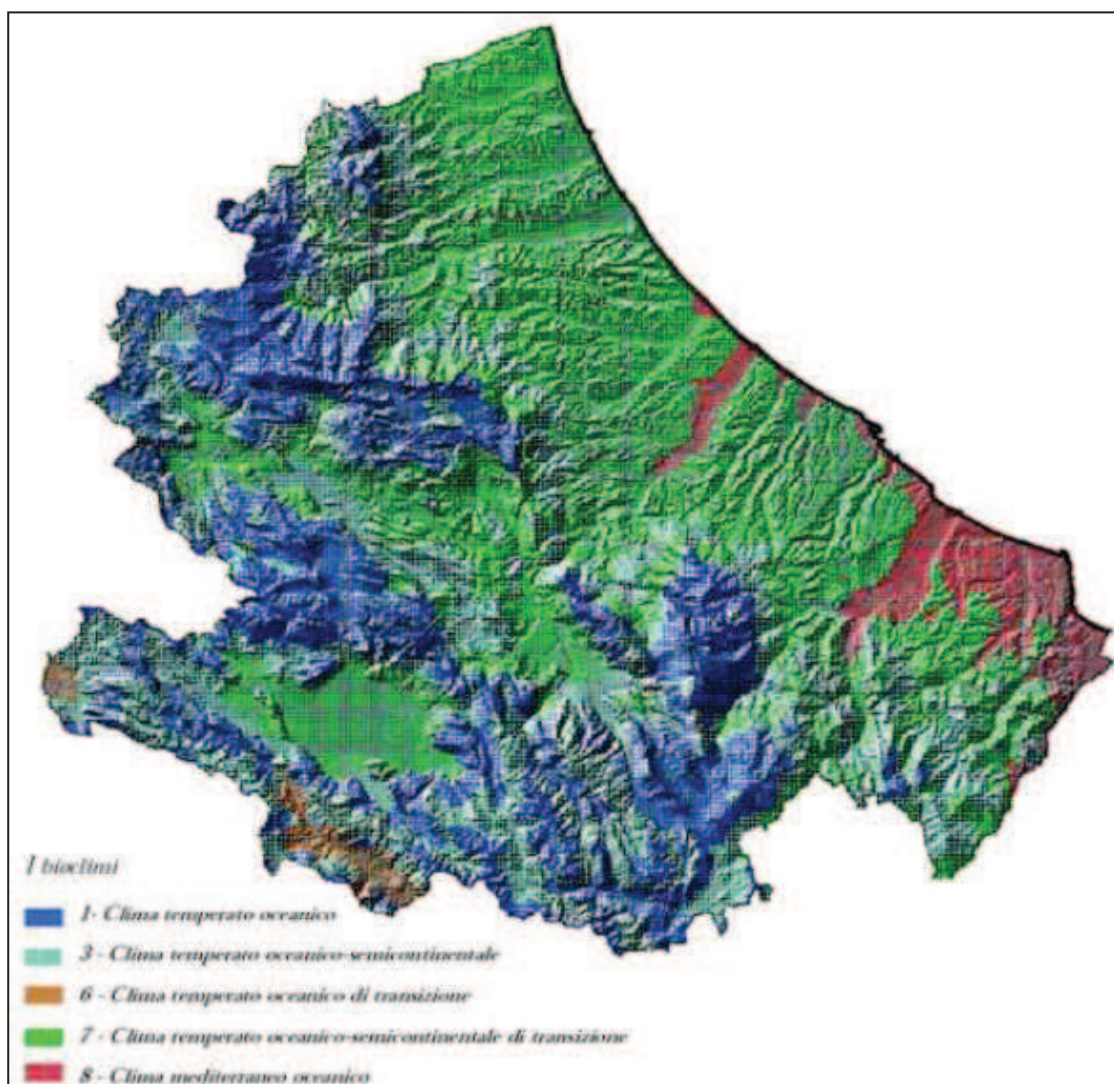 I bioclimi
1- Clima temperato oceanico
3 - Clima temperato oceanico-semicontinentale
6 - Clima temperato oceanico di transizione
7 - Clima temperato oceanico-semicontinentale di transizione
8 - Clima mediterraneo oceanico